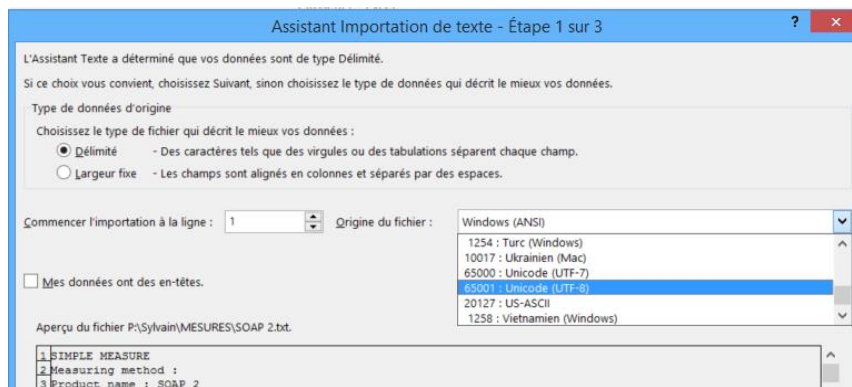 Assistant Importation de texte - Étape 1 sur 3
? ×
L'Assistant Texte a déterminé que vos données sont de type Délimité.
Si ce choix vous convient, choisissez Suivant, sinon choisissez le type de données qui décrit le mieux vos données.
Type de données d'origine
Choisissez le type de fichier qui décrit le mieux vos données :
Délimité - Des caractères tels que des virgules ou des tabulations séparent chaque champ.
Largeur fixe - Les champs sont alignés en colonnes et séparés par des espaces.
Commencer l'importation à la ligne : 1 Origine du fichier : Windows (ANSI)
1254 : Turc (Windows)
10017 : Ukrainien (Mac)
65000 : Unicode (UTF-7)
65001 : Unicode (UTF-8)
20127 : US-ASCII
1258 : Vietnamien (Windows)
Mes données ont des en-têtes.
Aperçu du fichier P:\Sylvain\MESURES\SOAP 2.txt.
1 SIMPLE MEASURE
2 Measuring method :
3 Product name : SOAP 2